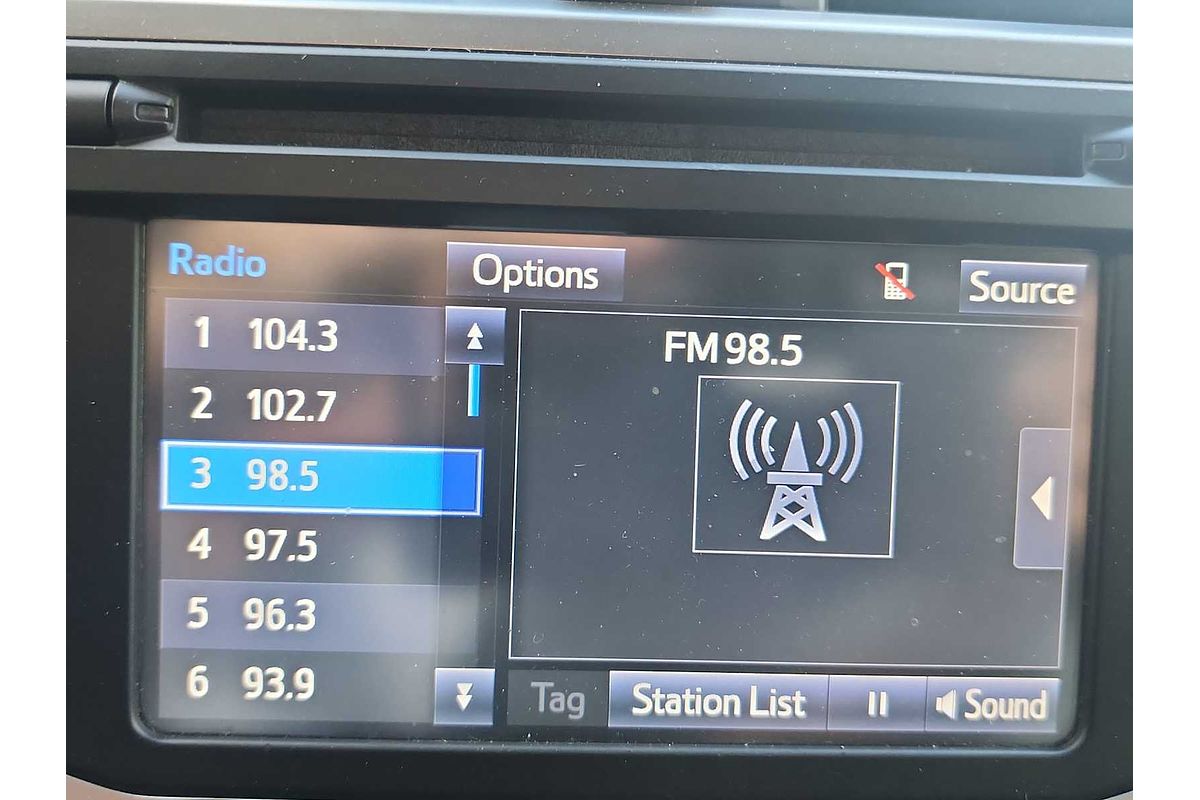 Radio
Options
Source
1 104.3
2 102.7
3 98.5
4 97.5
5 96.3
6 93.9
FM 98.5
Tag
Station List
Sound